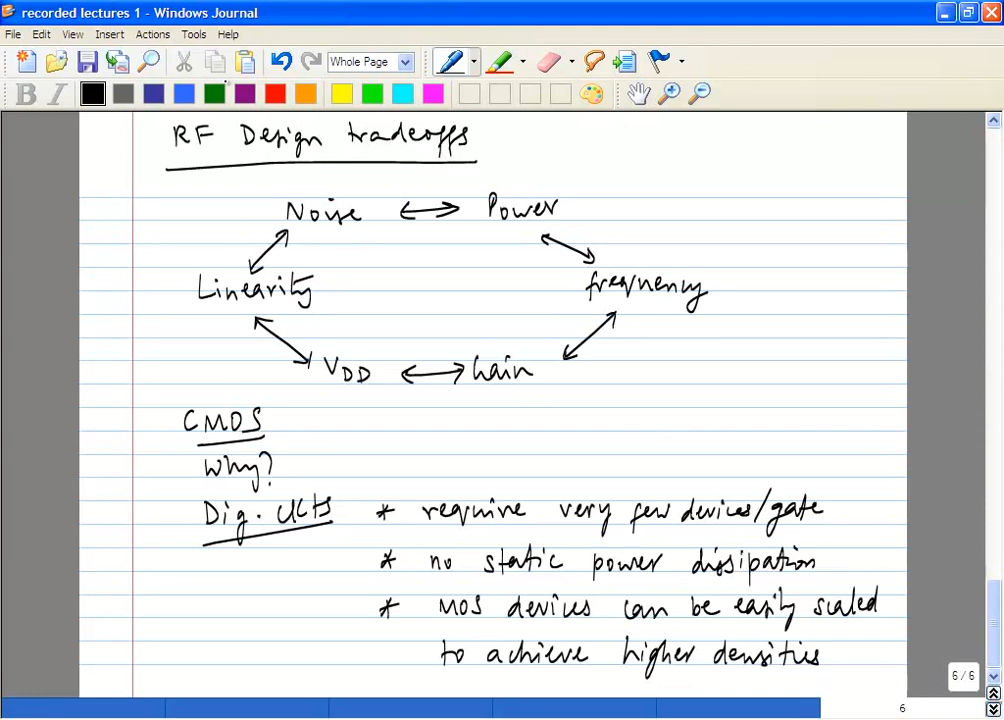 recorded lectures 1 - Windows Journal
File Edit View Insert Actions Tools Help
Whole Page
B I
RF Design tradeoffs
Noise ↔ Power
Linearity frequency
VDD ↔ Gain
CMOS
Why?
Dig. Ckts * require very few devices/gate
* no static power dissipation
* MOS devices can be easily scaled
to achieve higher densities
6/6
6